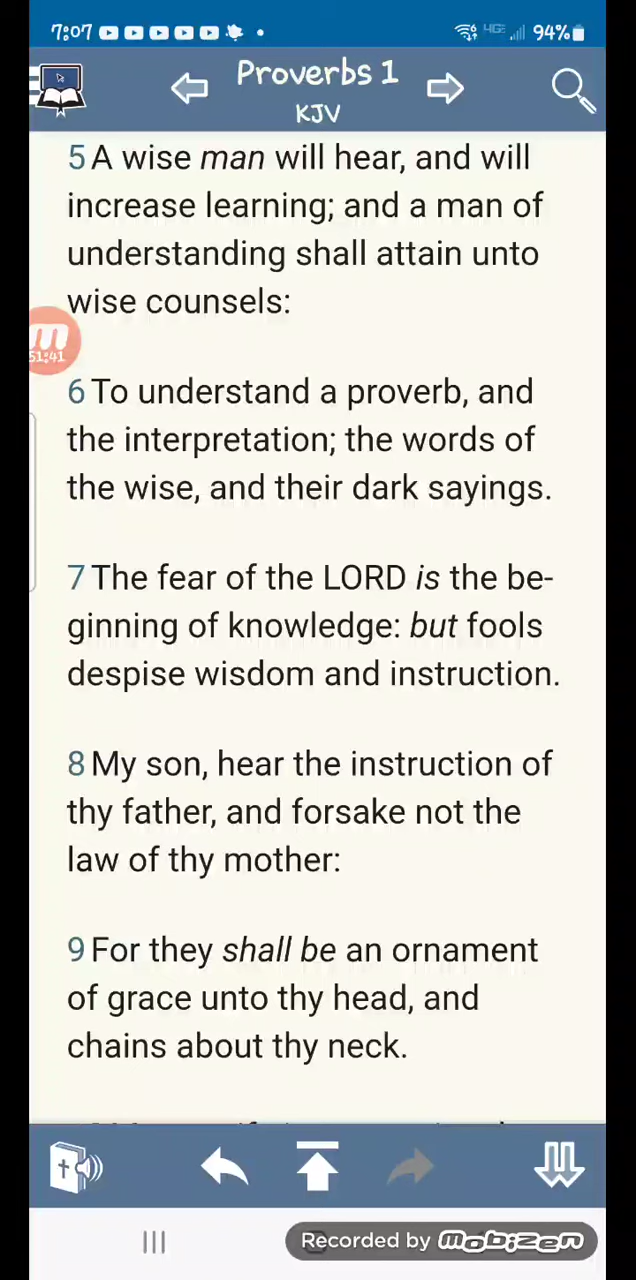 7:07 94%
Proverbs 1
KJV
5 A wise man will hear, and will
increase learning; and a man of
understanding shall attain unto
wise counsels:
51:41
6 To understand a proverb, and
the interpretation; the words of
the wise, and their dark sayings.
7 The fear of the LORD is the be-
ginning of knowledge: but fools
despise wisdom and instruction.
8 My son, hear the instruction of
thy father, and forsake not the
law of thy mother:
9 For they shall be an ornament
of grace unto thy head, and
chains about thy neck.
Recorded by mobizen